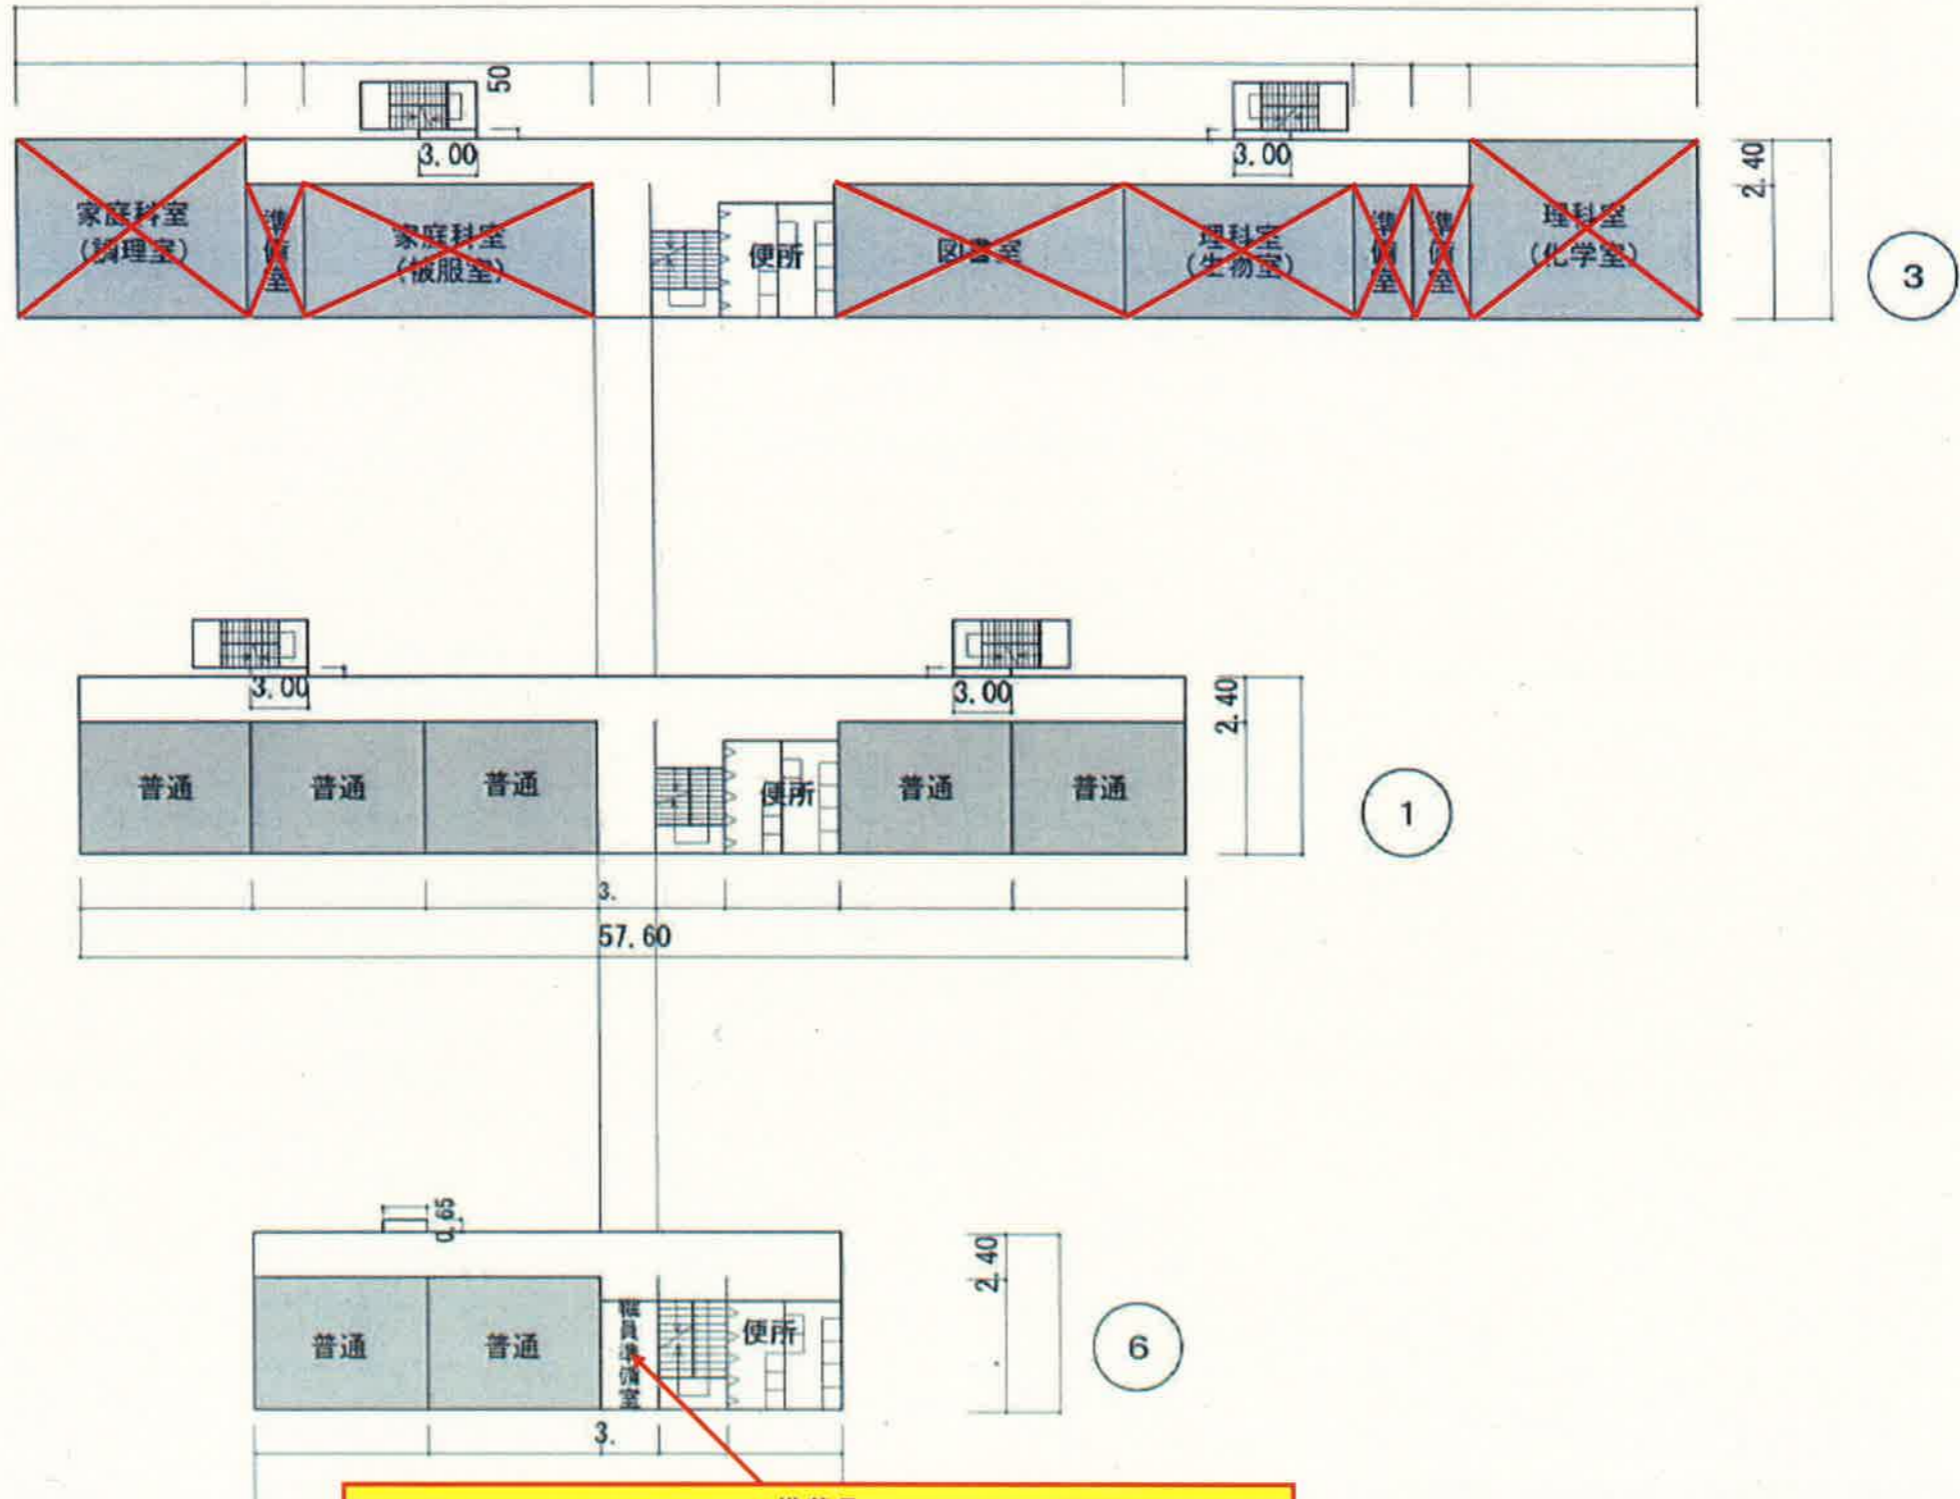 50
3.00
3.00
2.40
家庭科室
(調理室)
準備室
家庭科室
(被服室)
便所
図書室
理科室
(生物室)
準備室
準備室
理科室
(化学室)
3
3.00
3.00
2.40
普通
普通
普通
便所
普通
普通
1
3.
57.60
0.65
2.40
普通
普通
職員準備室
便所
6
3.